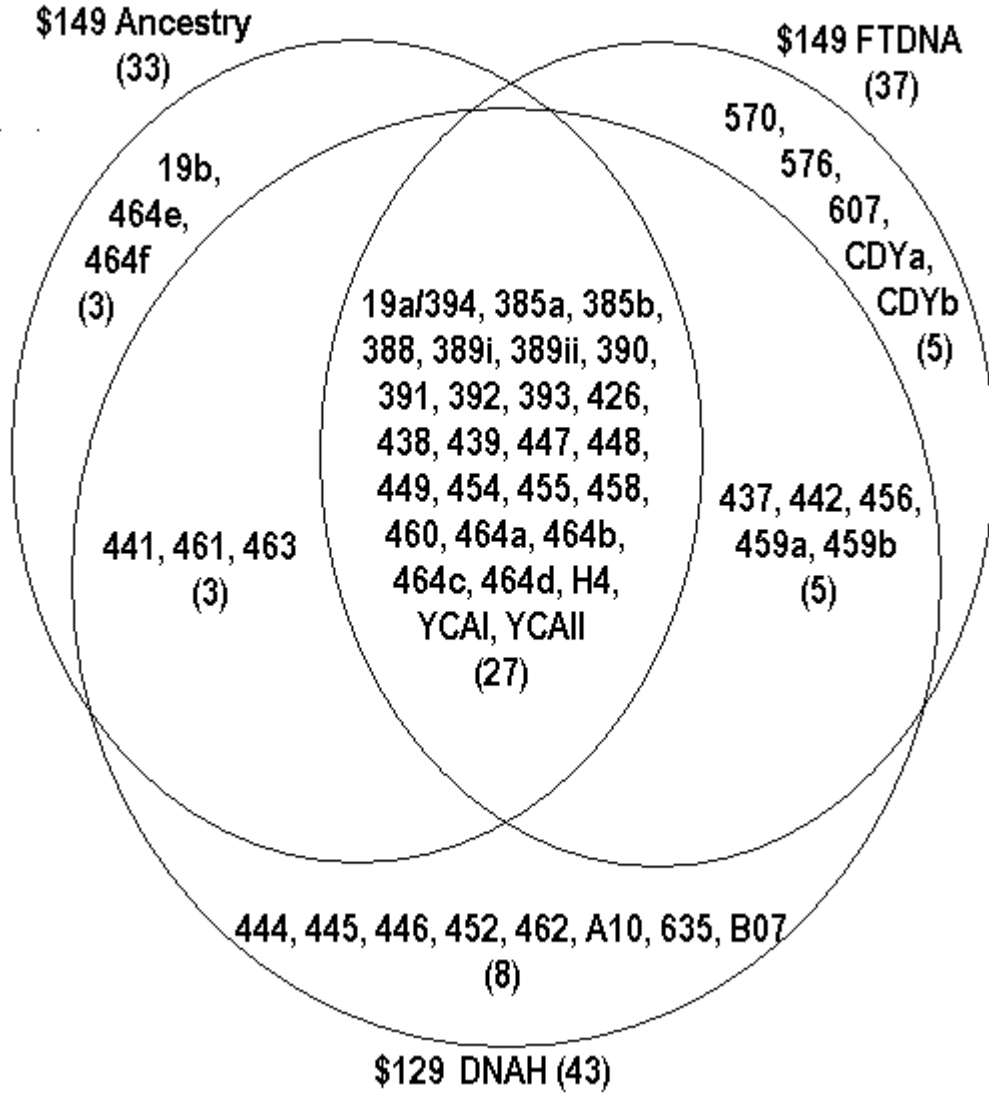 $149 Ancestry
(33)
$149 FTDNA
(37)
19b,
464e,
464f
(3)
570,
576,
607,
CDYa,
CDYb
(5)
19a/394, 385a, 385b,
388, 389i, 389ii, 390,
391, 392, 393, 426,
438, 439, 447, 448,
449, 454, 455, 458,
460, 464a, 464b,
464c, 464d, H4,
YCAI, YCAII
(27)
441, 461, 463
(3)
437, 442, 456,
459a, 459b
(5)
444, 445, 446, 452, 462, A10, 635, B07
(8)
$129 DNAH (43)